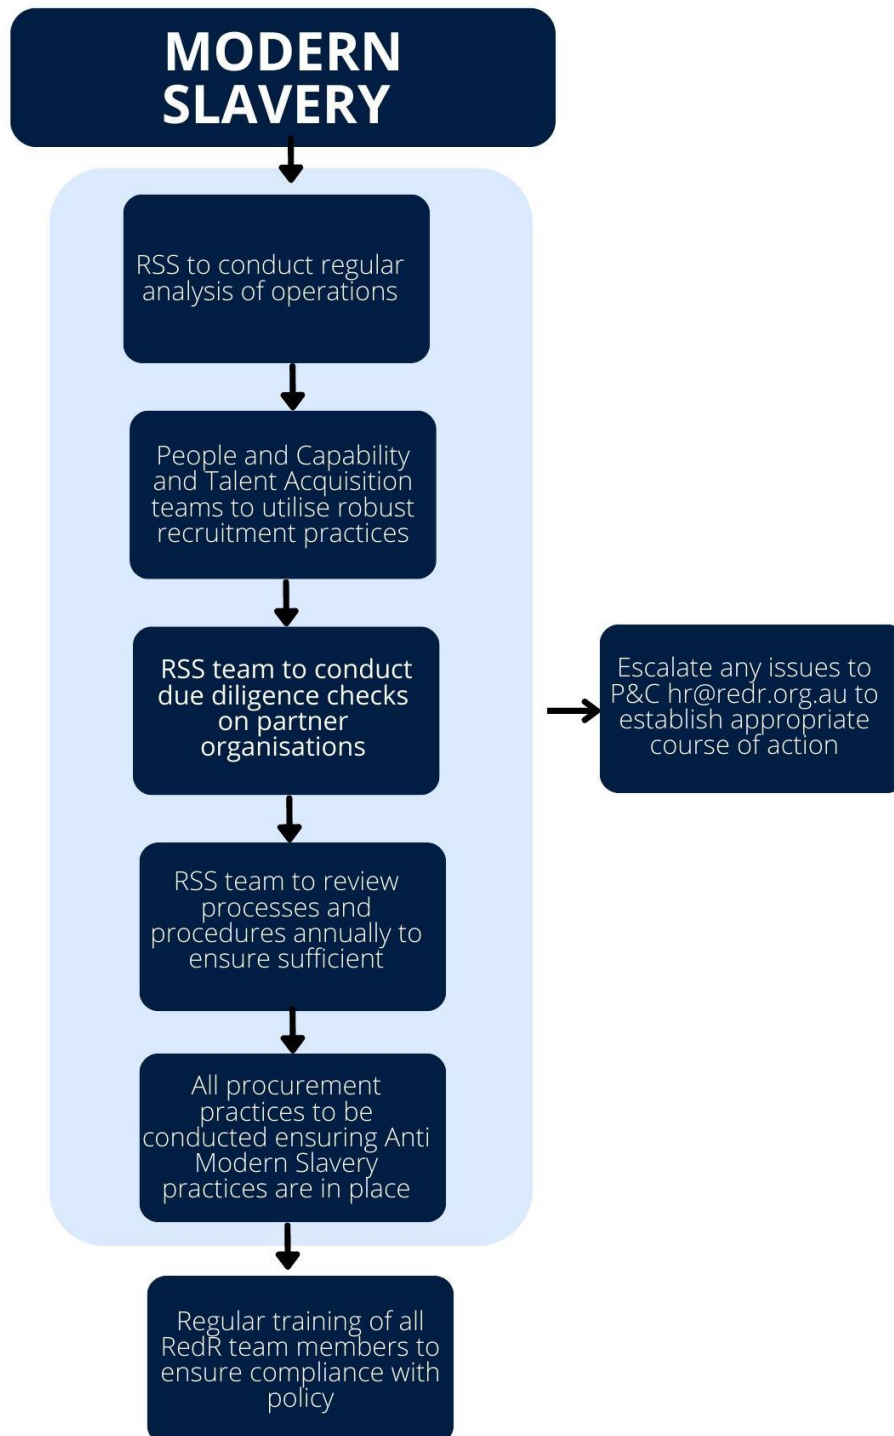 MODERN
SLAVERY
RSS to conduct regular
analysis of operations
People and Capability
and Talent Acquisition
teams to utilise robust
recruitment practices
RSS team to conduct
due diligence checks
on partner
organisations
Escalate any issues to
P&C hr@redr.org.au to
establish appropriate
course of action
RSS team to review
processes and
procedures annually to
ensure sufficient
All procurement
practices to be
conducted ensuring Anti
Modern Slavery
practices are in place
Regular training of all
RedR team members to
ensure compliance with
policy